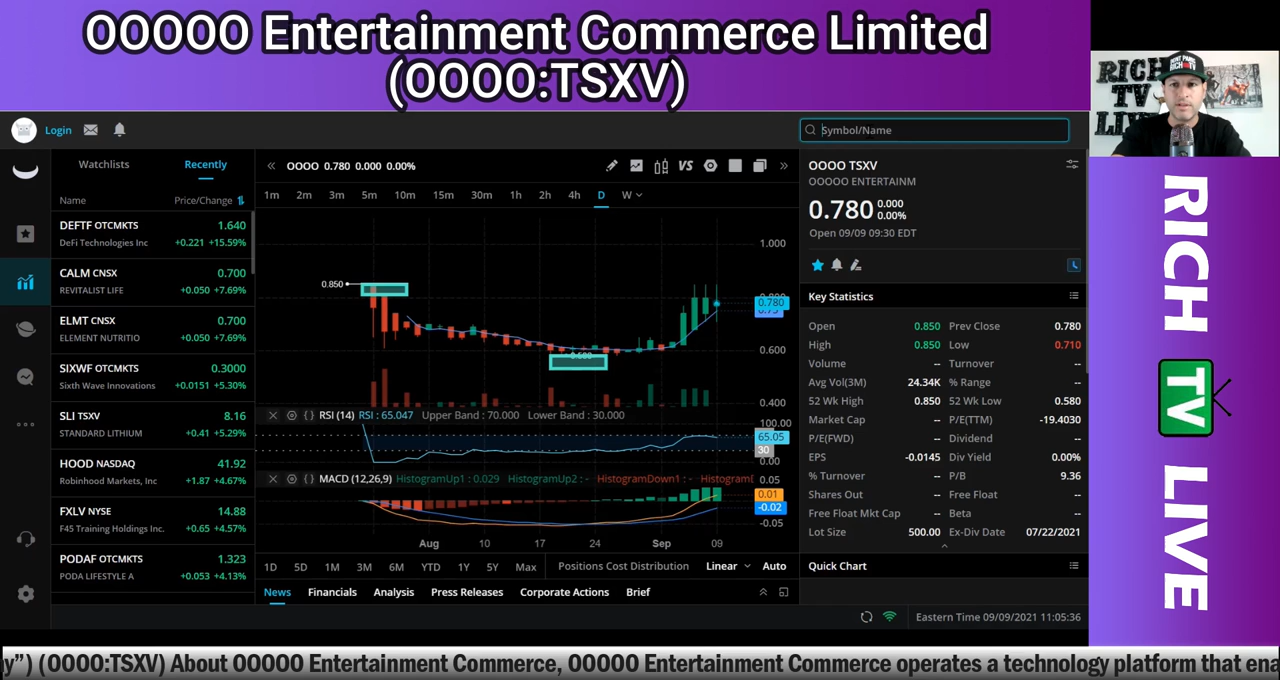 OOOOO Entertainment Commerce Limited
(OOOO:TSXV)
RICH
TV
LIVE
Login
Symbol/Name
Watchlists
Recently
Name
Price/Change
DEFTF OTCMKTS
1.640
DeFi Technologies Inc
+0.221 +15.59%
CALM CNSX
0.700
REVITALIST LIFE
+0.050 +7.69%
ELMT CNSX
0.700
ELEMENT NUTRITIO
+0.050 +7.69%
SIXWF OTCMKTS
0.3000
Sixth Wave Innovations
+0.0151 +5.30%
SLI TSXV
8.16
STANDARD LITHIUM
+0.41 +5.29%
HOOD NASDAQ
41.92
Robinhood Markets, Inc
+1.87 +4.67%
FXLV NYSE
14.88
F45 Training Holdings Inc.
+0.65 +4.57%
PODAF OTCMKTS
1.323
PODA LIFESTYLE A
+0.053 +4.13%
OOOO 0.780 0.000 0.00%
VS
1m 2m 3m 5m 10m 15m 30m 1h 2h 4h D W
1.000
0.850
0.780
0.600
0.400
RSI (14) RSI : 65.047 Upper Band : 70.000 Lower Band : 30.000
100.00
65.05
30
0.00
MACD (12,26,9) HistogramUp1 : 0.029 HistogramUp2 : - HistogramDown1 : -
0.05
0.01
-0.02
-0.05
Aug 10 17 24 Sep 09
1D 5D 1M 3M 6M YTD 1Y 5Y Max Positions Cost Distribution Linear Auto
News Financials Analysis Press Releases Corporate Actions Brief
OOOO TSXV
OOOOO ENTERTAINM
0.780 0.000
0.00%
Open 09/09 09:30 EDT
Key Statistics
Open 0.850 Prev Close 0.780
High 0.850 Low 0.710
Volume -- Turnover --
Avg Vol(3M) 24.34K % Range --
52 Wk High 0.850 52 Wk Low 0.580
Market Cap -- P/E(TTM) -19.4030
P/E(FWD) -- Dividend --
EPS -0.0145 Div Yield 0.00%
% Turnover -- P/B 9.36
Shares Out -- Free Float --
Free Float Mkt Cap -- Beta --
Lot Size 500.00 Ex-Div Date 07/22/2021
Quick Chart
Eastern Time 09/09/2021 11:05:36
RICH TV LIVE
y”) (OOOO:TSXV) About OOOOO Entertainment Commerce, OOOOO Entertainment Commerce operates a technology platform that ena